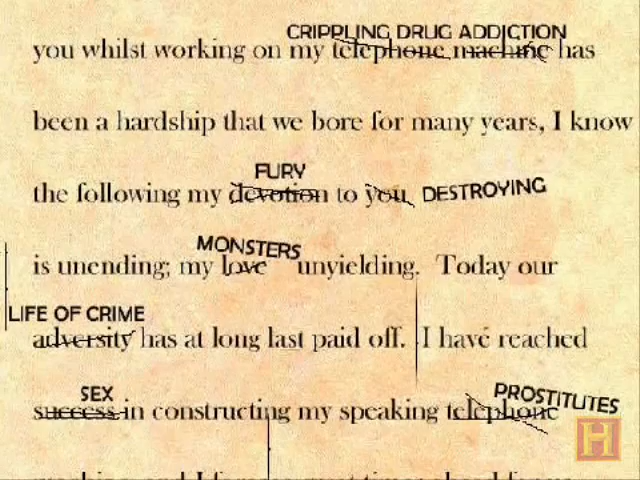 CRIPPLING DRUG ADDICTION
you whilst working on my telephone machine has
been a hardship that we bore for many years, I know
FURY
the following my devotion to you DESTROYING
MONSTERS
is unending; my love unyielding. Today our
LIFE OF CRIME
adversity has at long last paid off. I have reached
SEX PROSTITUTES
success in constructing my speaking telephone
H